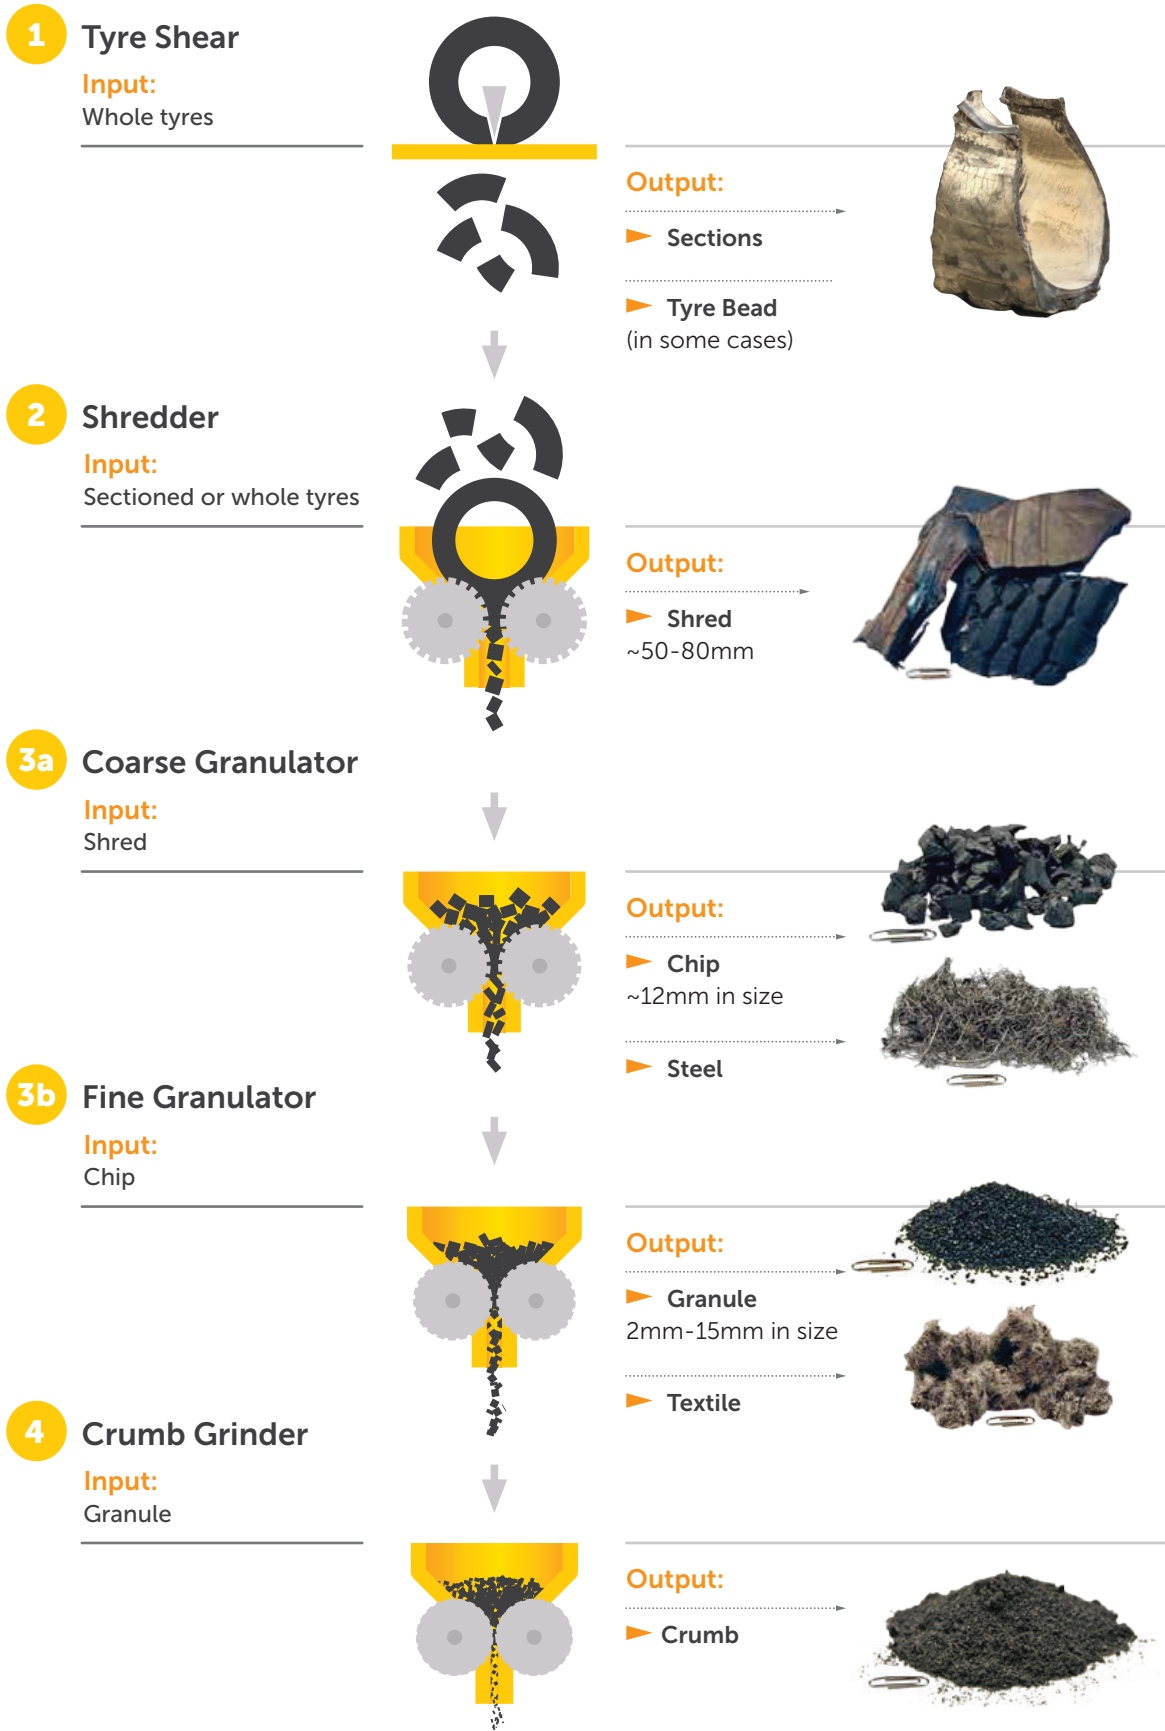 1 Tyre Shear
Input:
Whole tyres
Output:
Sections
Tyre Bead
(in some cases)
2 Shredder
Input:
Sectioned or whole tyres
Output:
Shred
~50-80mm
3a Coarse Granulator
Input:
Shred
Output:
Chip
~12mm in size
Steel
3b Fine Granulator
Input:
Chip
Output:
Granule
2mm-15mm in size
Textile
4 Crumb Grinder
Input:
Granule
Output:
Crumb